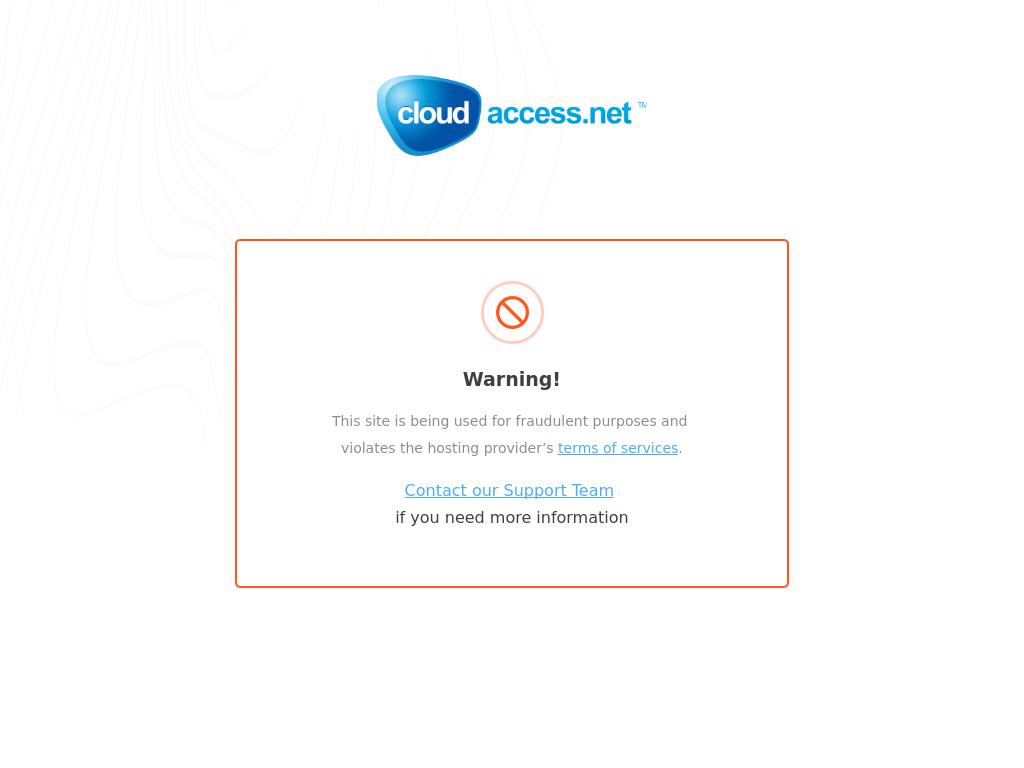 cloud access.net ™
Warning!
This site is being used for fraudulent purposes and
violates the hosting provider’s terms of services.
Contact our Support Team
if you need more information